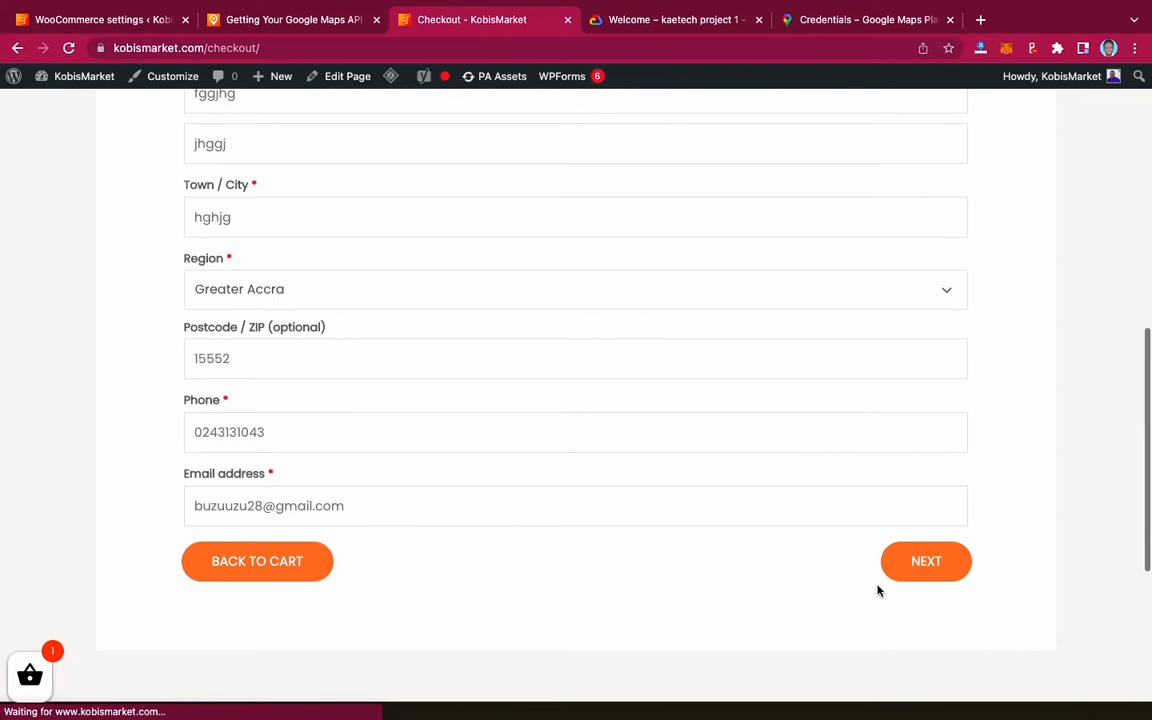 WooCommerce settings ‹ Kobis
Getting Your Google Maps API
Checkout - KobisMarket
Welcome – kaetech project 1 –
Credentials – Google Maps Pla
kobismarket.com/checkout/
KobisMarket
Customize
0
New
Edit Page
PA Assets
WPForms 6
Howdy, KobisMarket
fggjhg
jhggj
Town / City *
hghjg
Region *
Greater Accra
Postcode / ZIP (optional)
15552
Phone *
0243131043
Email address *
buzuuzu28@gmail.com
BACK TO CART
NEXT
1
Waiting for www.kobismarket.com...